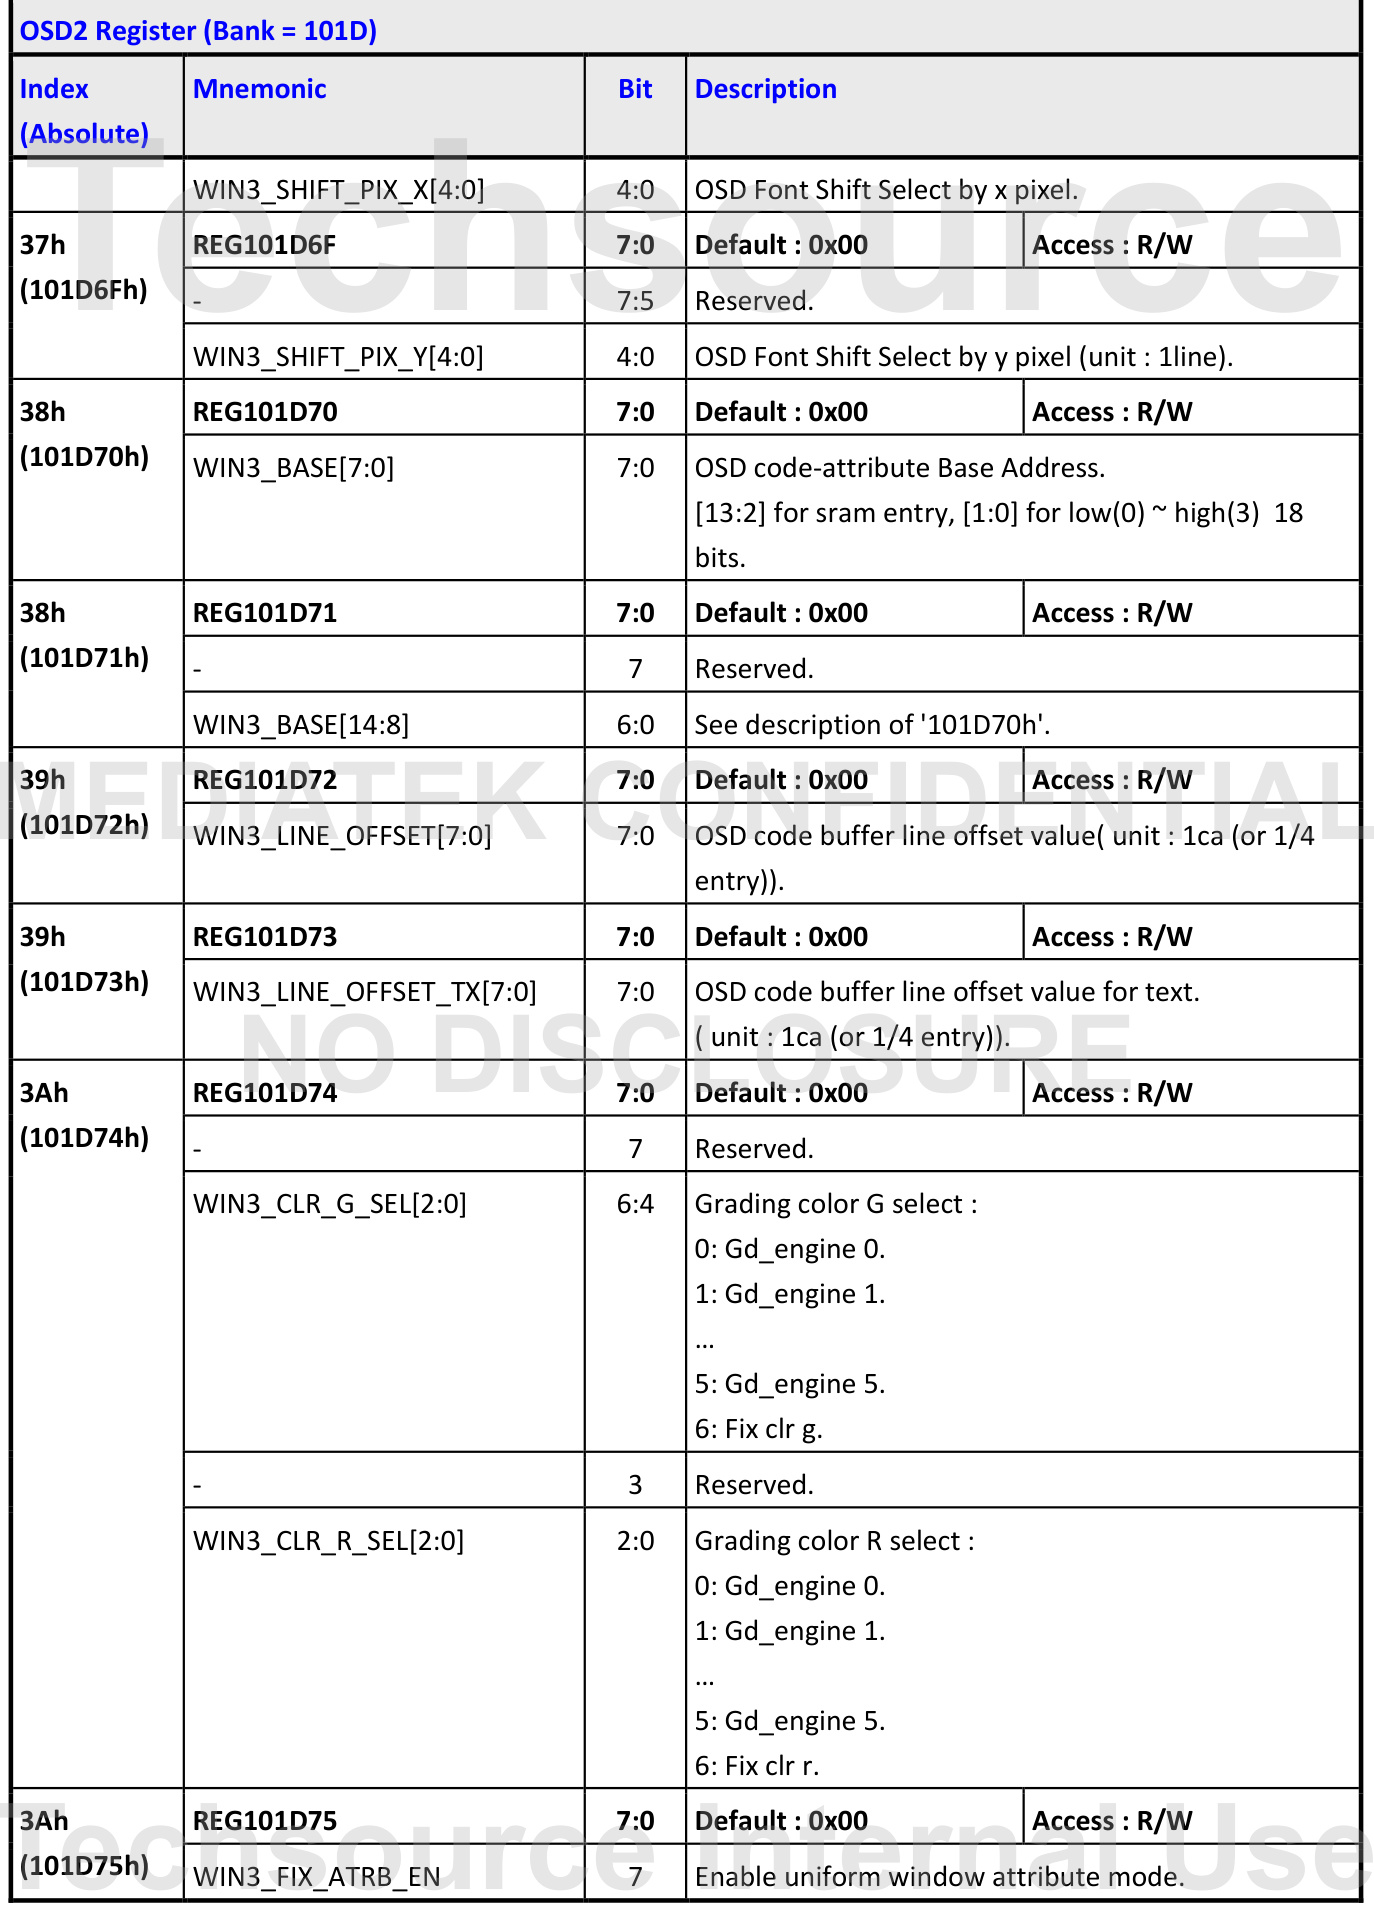 OSD2 Register (Bank = 101D)
Index Mnemonic Bit Description
(Absolute)
WIN3_SHIFT_PIX_X[4:0] 4:0 OSD Font Shift Select by x pixel.
37h REG101D6F 7:0 Default : 0x00 Access : R/W
(101D6Fh) - 7:5 Reserved.
WIN3_SHIFT_PIX_Y[4:0] 4:0 OSD Font Shift Select by y pixel (unit : 1line).
38h REG101D70 7:0 Default : 0x00 Access : R/W
(101D70h) WIN3_BASE[7:0] 7:0 OSD code-attribute Base Address.
[13:2] for sram entry, [1:0] for low(0) ~ high(3)  18
bits.
38h REG101D71 7:0 Default : 0x00 Access : R/W
(101D71h) - 7 Reserved.
WIN3_BASE[14:8] 6:0 See description of '101D70h'.
39h REG101D72 7:0 Default : 0x00 Access : R/W
(101D72h) WIN3_LINE_OFFSET[7:0] 7:0 OSD code buffer line offset value( unit : 1ca (or 1/4
entry)).
39h REG101D73 7:0 Default : 0x00 Access : R/W
(101D73h) WIN3_LINE_OFFSET_TX[7:0] 7:0 OSD code buffer line offset value for text.
( unit : 1ca (or 1/4 entry)).
3Ah REG101D74 7:0 Default : 0x00 Access : R/W
(101D74h) - 7 Reserved.
WIN3_CLR_G_SEL[2:0] 6:4 Grading color G select :
0: Gd_engine 0.
1: Gd_engine 1.
...
5: Gd_engine 5.
6: Fix clr g.
- 3 Reserved.
WIN3_CLR_R_SEL[2:0] 2:0 Grading color R select :
0: Gd_engine 0.
1: Gd_engine 1.
...
5: Gd_engine 5.
6: Fix clr r.
3Ah REG101D75 7:0 Default : 0x00 Access : R/W
(101D75h) WIN3_FIX_ATRB_EN 7 Enable uniform window attribute mode.
Techsource
MEDIATEK CONFIDENTIAL
NO DISCLOSURE
Techsource Internal Use